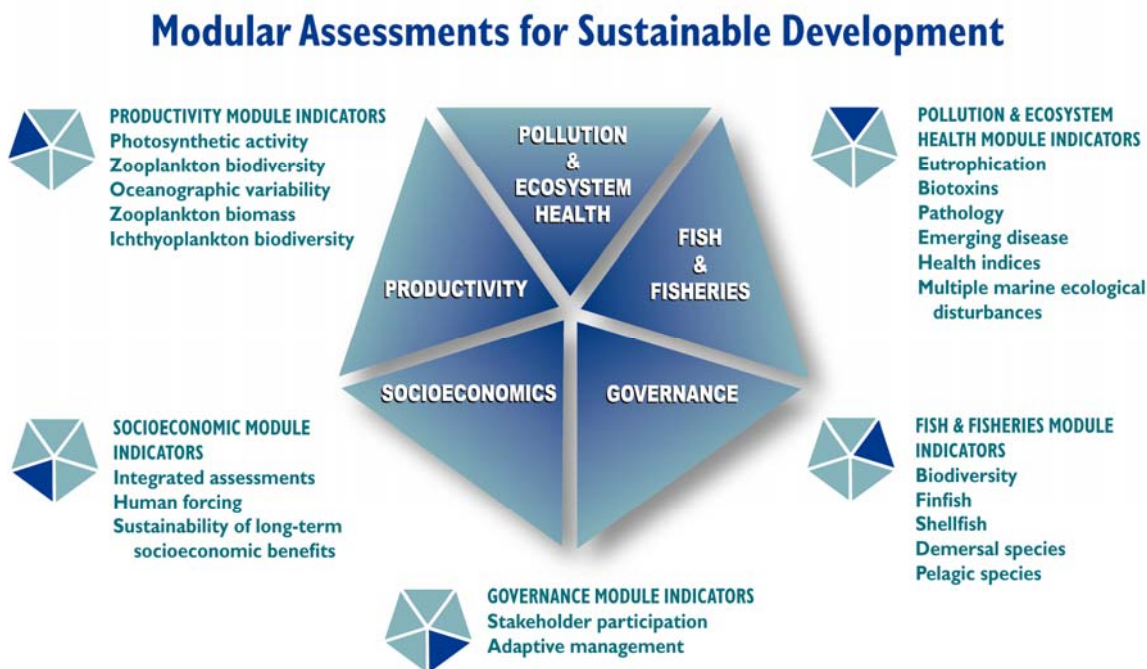 Modular Assessments for Sustainable Development
PRODUCTIVITY MODULE INDICATORS
Photosynthetic activity
Zooplankton biodiversity
Oceanographic variability
Zooplankton biomass
Ichthyoplankton biodiversity
POLLUTION
&
ECOSYSTEM
HEALTH
FISH
&
FISHERIES
PRODUCTIVITY
SOCIOECONOMICS
GOVERNANCE
POLLUTION & ECOSYSTEM
HEALTH MODULE INDICATORS
Eutrophication
Biotoxins
Pathology
Emerging disease
Health indices
Multiple marine ecological
disturbances
SOCIOECONOMIC MODULE
INDICATORS
Integrated assessments
Human forcing
Sustainability of long-term
socioeconomic benefits
FISH & FISHERIES MODULE
INDICATORS
Biodiversity
Finfish
Shellfish
Demersal species
Pelagic species
GOVERNANCE MODULE INDICATORS
Stakeholder participation
Adaptive management